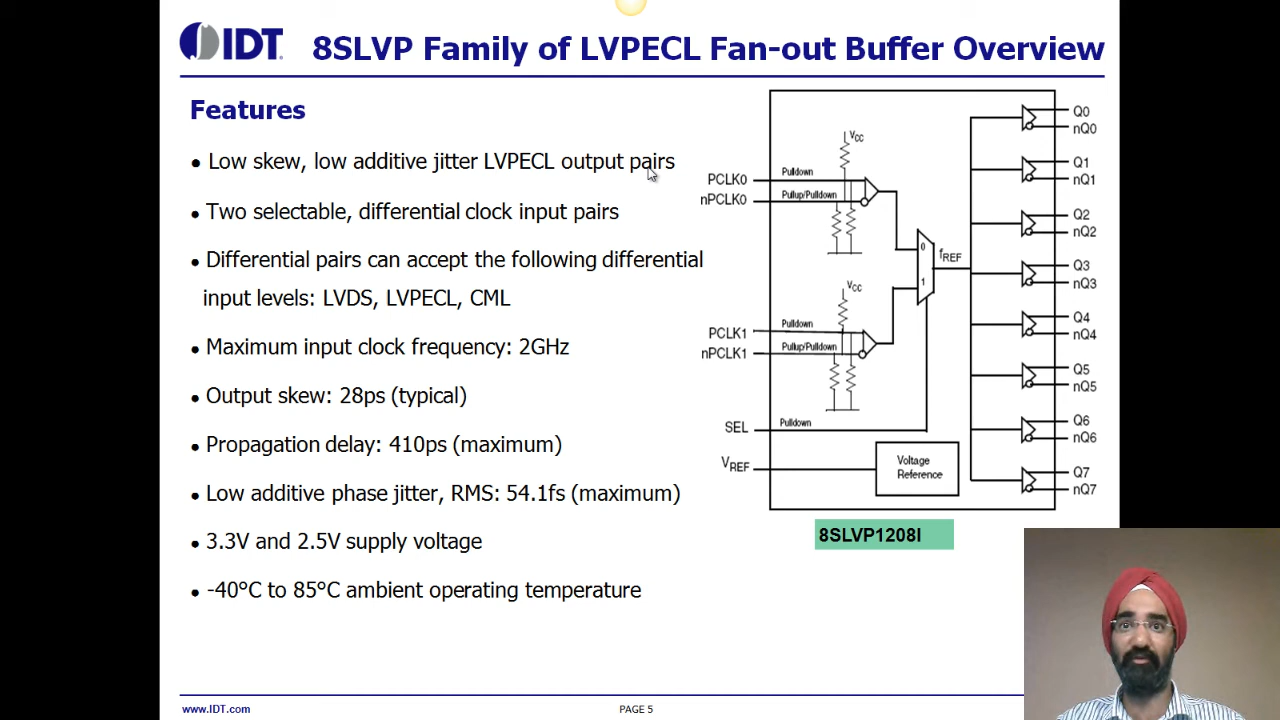 IDT
8SLVP Family of LVPECL Fan-out Buffer Overview
Features
• Low skew, low additive jitter LVPECL output pairs
• Two selectable, differential clock input pairs
• Differential pairs can accept the following differential
input levels: LVDS, LVPECL, CML
• Maximum input clock frequency: 2GHz
• Output skew: 28ps (typical)
• Propagation delay: 410ps (maximum)
• Low additive phase jitter, RMS: 54.1fs (maximum)
• 3.3V and 2.5V supply voltage
• -40°C to 85°C ambient operating temperature
VCC
PCLK0
Pulldown
nPCLK0
Pullup/Pulldown
0
1
fREF
VCC
PCLK1
Pulldown
nPCLK1
Pullup/Pulldown
SEL
Pulldown
VREF
Voltage
Reference
Q0
nQ0
Q1
nQ1
Q2
nQ2
Q3
nQ3
Q4
nQ4
Q5
nQ5
Q6
nQ6
Q7
nQ7
8SLVP1208I
www.IDT.com
PAGE 5